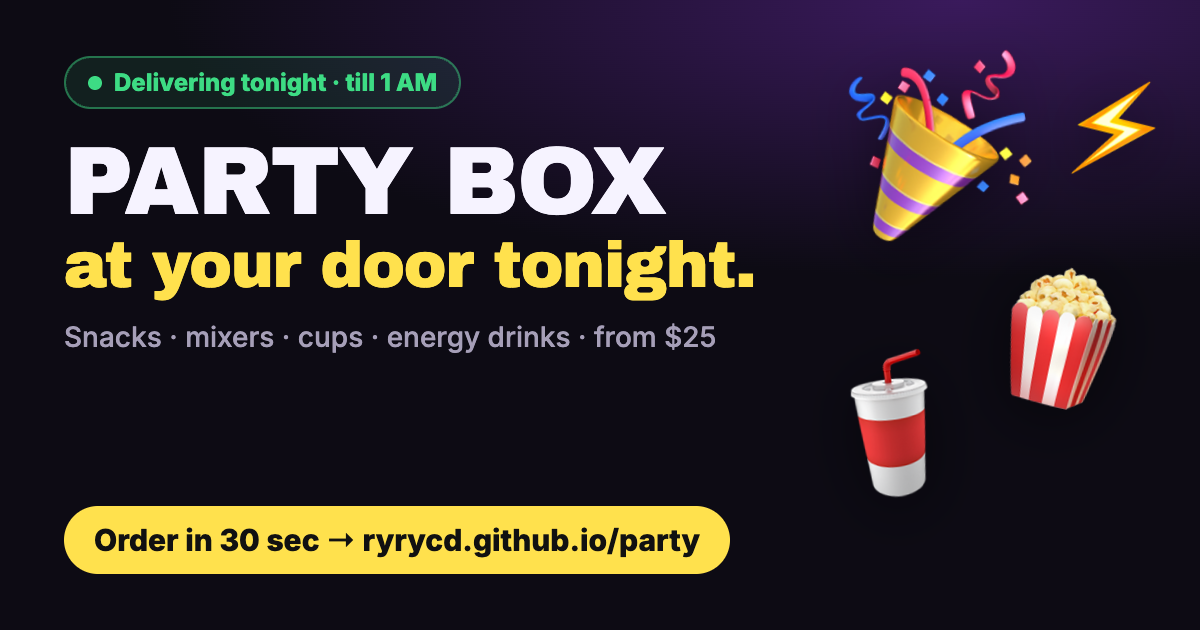 Delivering tonight · till 1 AM
PARTY BOX
at your door tonight.
Snacks · mixers · cups · energy drinks · from $25
Order in 30 sec → ryrycd.github.io/party